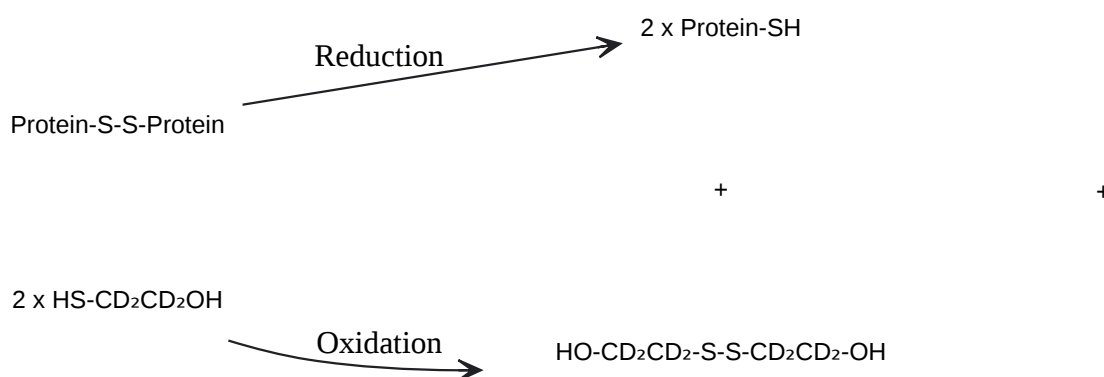 2 x Protein-SH
Reduction
Protein-S-S-Protein
+
+
2 x HS-CD₂CD₂OH
Oxidation
HO-CD₂CD₂-S-S-CD₂CD₂-OH